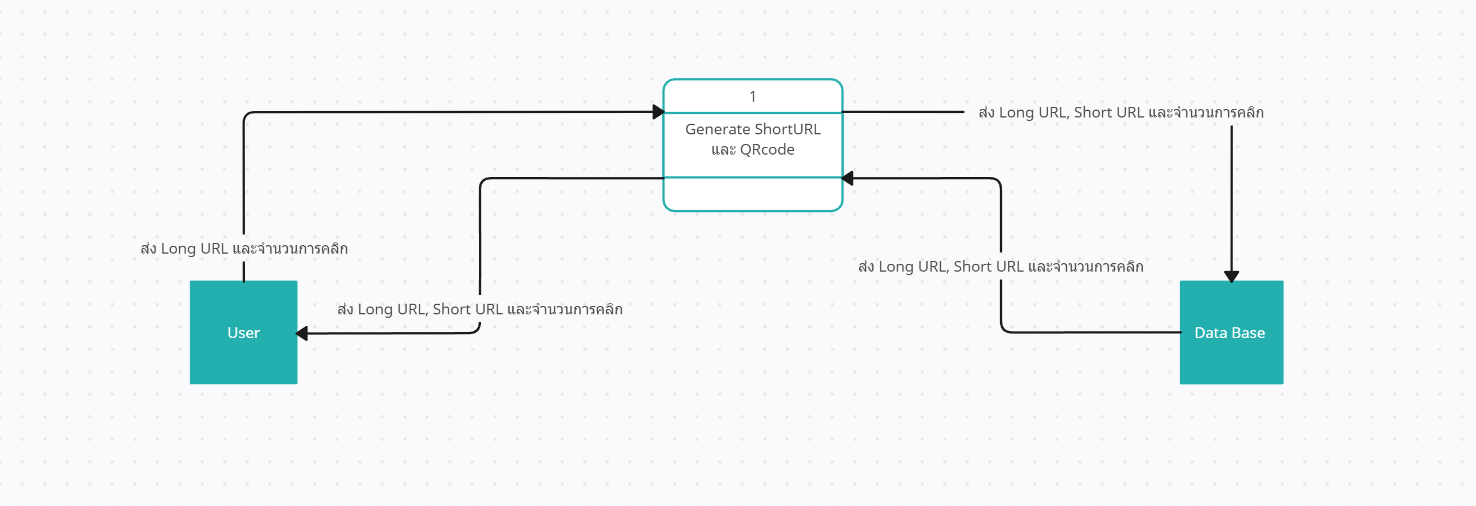 1
Generate ShortURL
และ QRcode
ส่ง Long URL, Short URL และจำนวนการคลิก
ส่ง Long URL และจำนวนการคลิก
ส่ง Long URL, Short URL และจำนวนการคลิก
ส่ง Long URL, Short URL และจำนวนการคลิก
User
Data Base